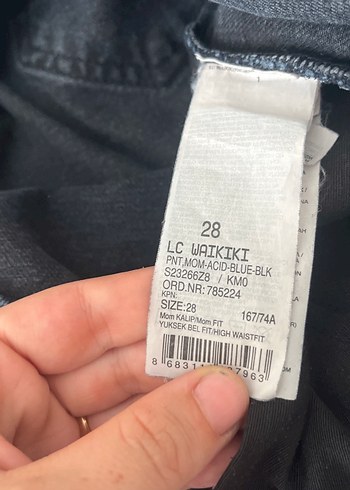 28
LC WAIKIKI
PNT,MOM-ACID-BLUE-BLK
S23266Z8 / KM0
ORD.NR: 785224
KPN:
SIZE:28 167/74A
Mom KALIP/Mom FIT
YUKSEK BEL FIT/HIGH WAISTFIT